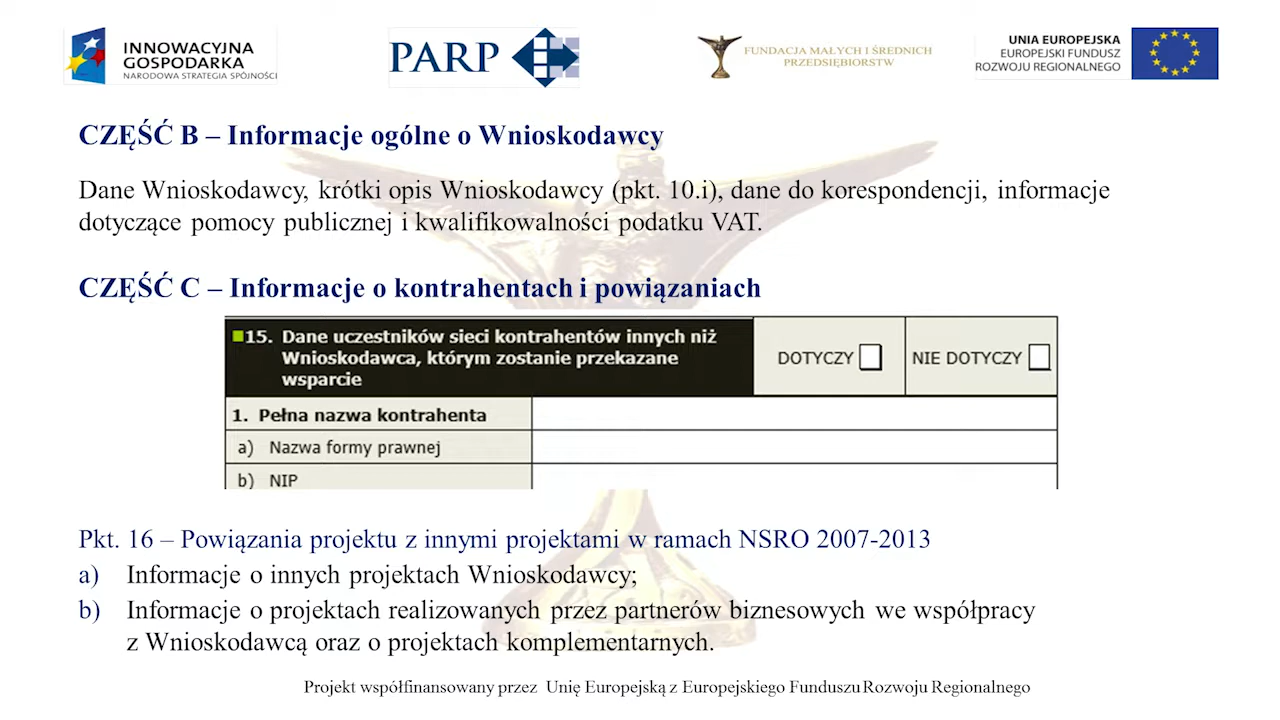 INNOWACYJNA
GOSPODARKA
NARODOWA STRATEGIA SPÓJNOŚCI
PARP
FUNDACJA MAŁYCH I ŚREDNICH
PRZEDSIĘBIORSTW
UNIA EUROPEJSKA
EUROPEJSKI FUNDUSZ
ROZWOJU REGIONALNEGO
CZĘŚĆ B – Informacje ogólne o Wnioskodawcy
Dane Wnioskodawcy, krótki opis Wnioskodawcy (pkt. 10.i), dane do korespondencji, informacje
dotyczące pomocy publicznej i kwalifikowalności podatku VAT.
CZĘŚĆ C – Informacje o kontrahentach i powiązaniach
15. Dane uczestników sieci kontrahentów innych niż
Wnioskodawca, którym zostanie przekazane
wsparcie
DOTYCZY
NIE DOTYCZY
1. Pełna nazwa kontrahenta
a) Nazwa formy prawnej
b) NIP
Pkt. 16 – Powiązania projektu z innymi projektami w ramach NSRO 2007-2013
a) Informacje o innych projektach Wnioskodawcy;
b) Informacje o projektach realizowanych przez partnerów biznesowych we współpracy
z Wnioskodawcą oraz o projektach komplementarnych.
Projekt współfinansowany przez Unię Europejską z Europejskiego Funduszu Rozwoju Regionalnego